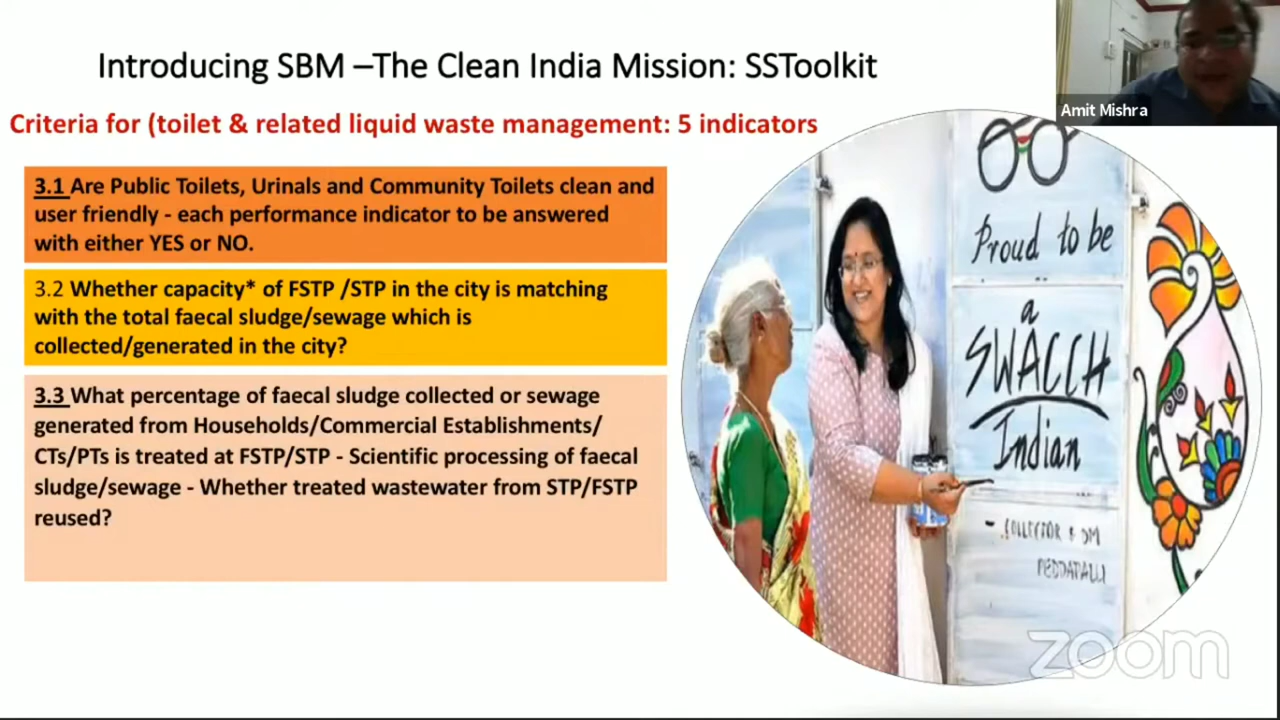 Introducing SBM –The Clean India Mission: SSToolkit
Amit Mishra
Criteria for (toilet & related liquid waste management: 5 indicators
3.1 Are Public Toilets, Urinals and Community Toilets clean and
user friendly - each performance indicator to be answered
with either YES or NO.
3.2 Whether capacity* of FSTP /STP in the city is matching
with the total faecal sludge/sewage which is
collected/generated in the city?
3.3 What percentage of faecal sludge collected or sewage
generated from Households/Commercial Establishments/
CTs/PTs is treated at FSTP/STP - Scientific processing of faecal
sludge/sewage - Whether treated wastewater from STP/FSTP
reused?
Proud to be
a
SWACCH
Indian
- COLLECTOR & DM
PEDDAPALLI
zoom